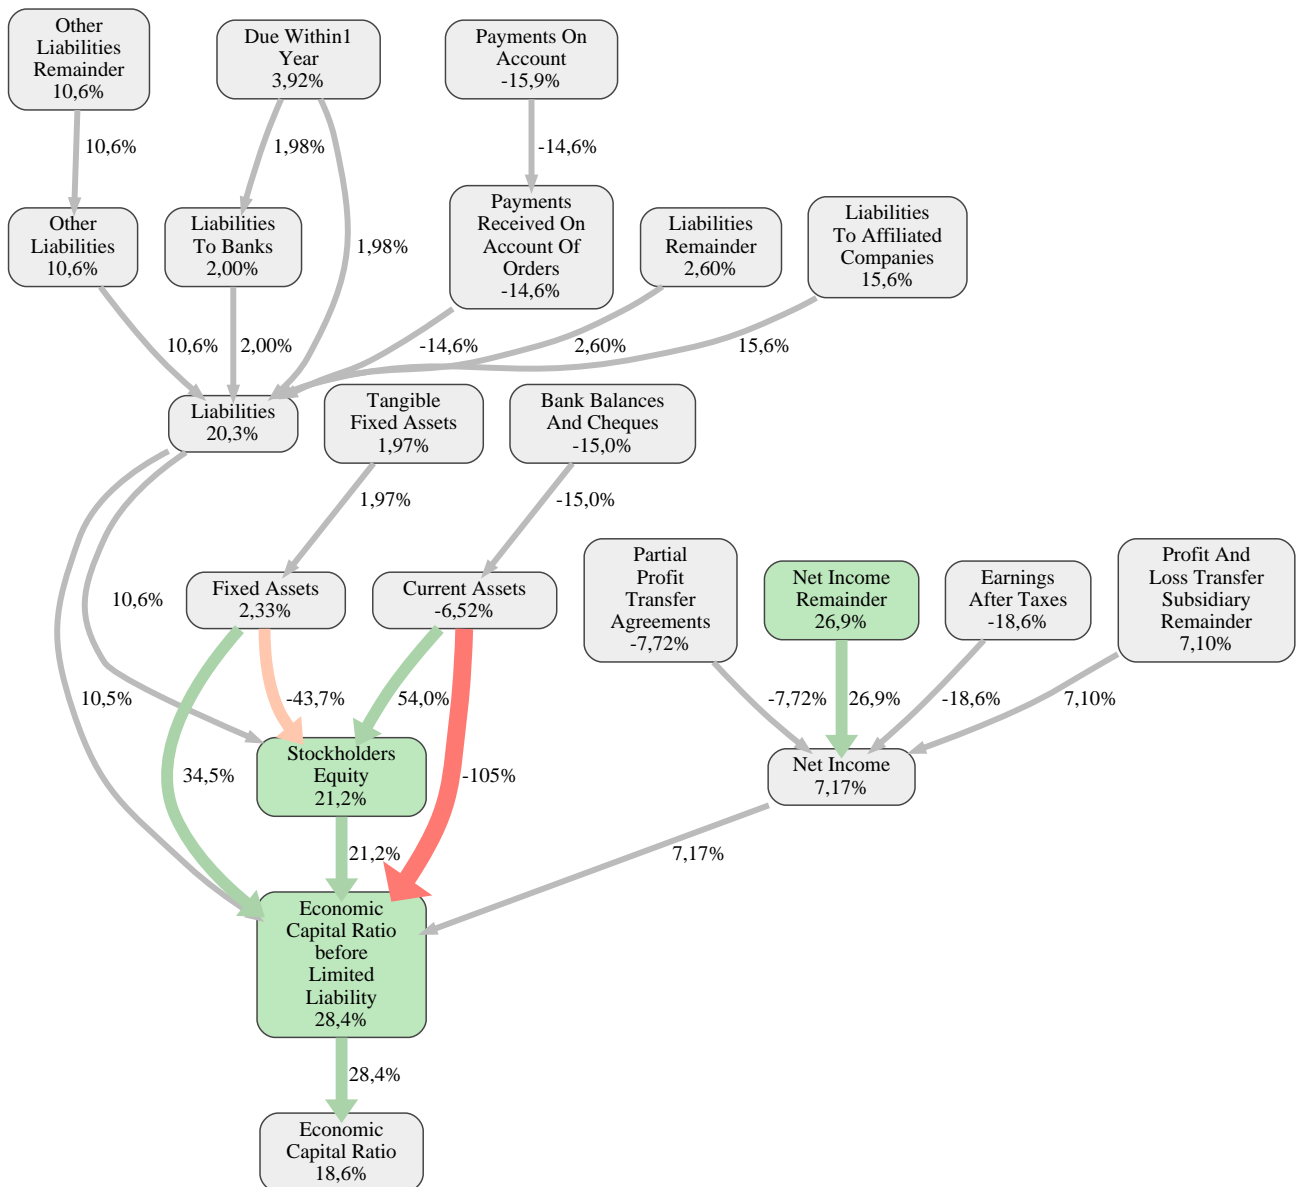 Other
Liabilities
Remainder
10,6%
Due Within1
Year
3,92%
Payments On
Account
-15,9%
10,6%
1,98%
-14,6%
Other
Liabilities
10,6%
Liabilities
To Banks
2,00%
1,98%
Payments
Received On
Account Of
Orders
-14,6%
Liabilities
Remainder
2,60%
Liabilities
To Affiliated
Companies
15,6%
10,6%
2,00%
-14,6%
2,60%
15,6%
Liabilities
20,3%
Tangible
Fixed Assets
1,97%
Bank Balances
And Cheques
-15,0%
1,97%
-15,0%
10,6%
Fixed Assets
2,33%
Current Assets
-6,52%
Partial
Profit
Transfer
Agreements
-7,72%
Net Income
Remainder
26,9%
Earnings
After Taxes
-18,6%
Profit And
Loss Transfer
Subsidiary
Remainder
7,10%
10,5%
-43,7%
54,0%
-7,72%
26,9%
-18,6%
7,10%
34,5%
Stockholders
Equity
21,2%
-105%
Net Income
7,17%
21,2%
7,17%
Economic
Capital Ratio
before
Limited
Liability
28,4%
28,4%
Economic
Capital Ratio
18,6%